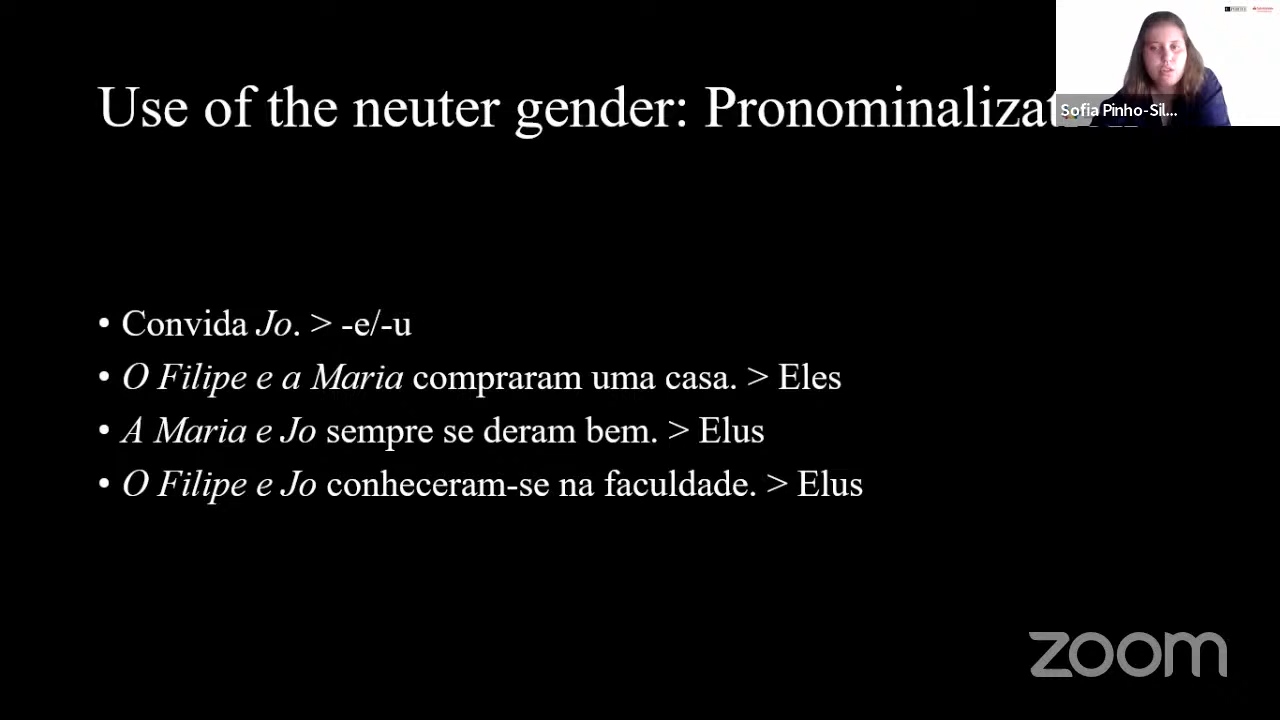 Use of the neuter gender: Pronominalizat
Sofia Pinho-Sil...
• Convida Jo. > -e/-u
• O Filipe e a Maria compraram uma casa. > Eles
• A Maria e Jo sempre se deram bem. > Elus
• O Filipe e Jo conheceram-se na faculdade. > Elus
zoom